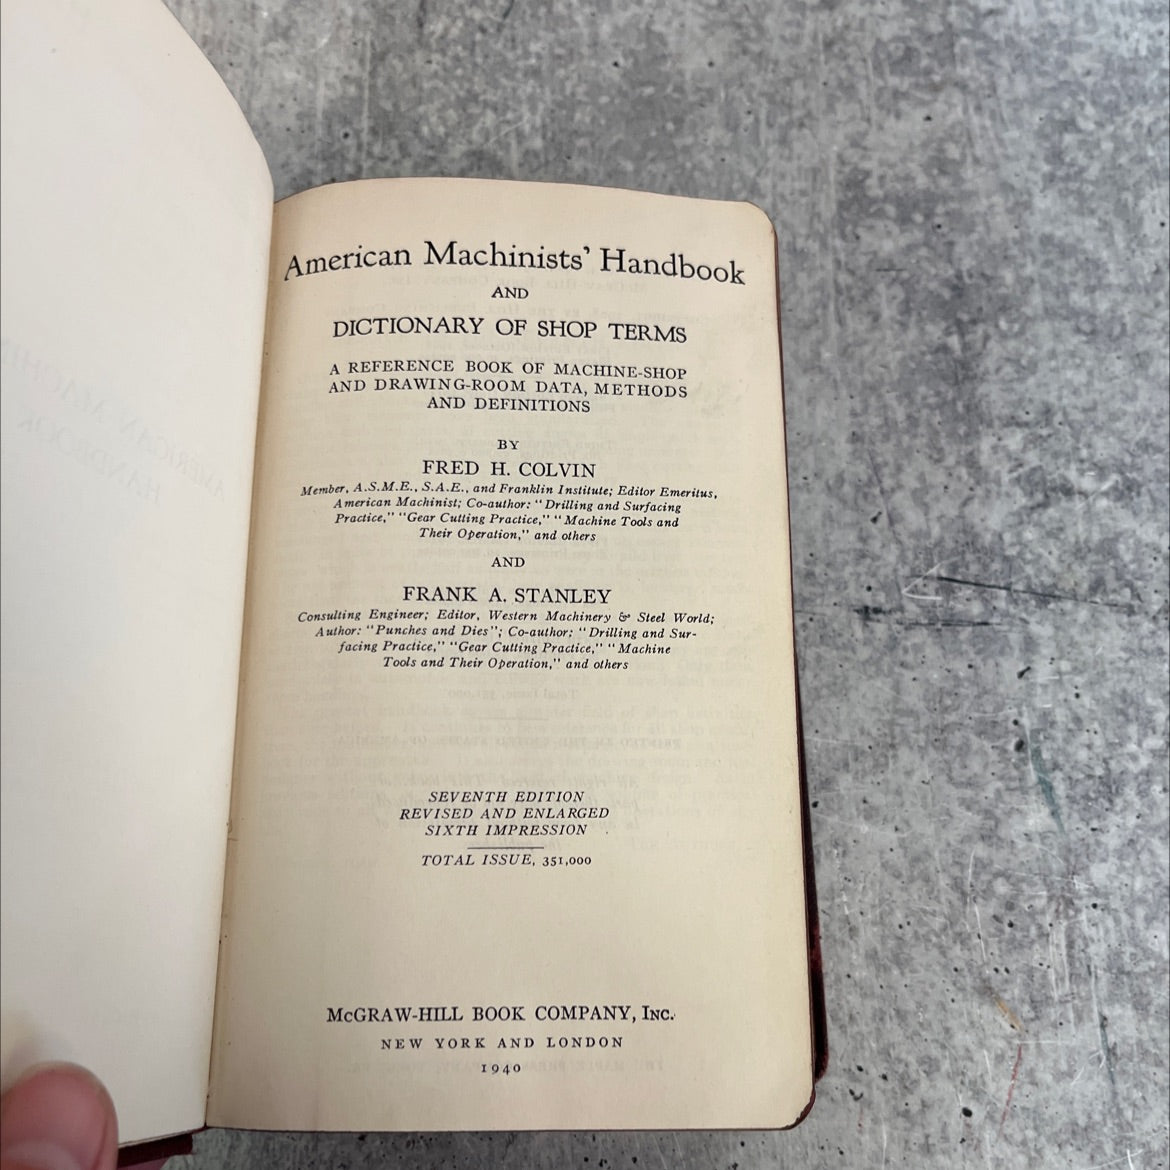 American Machinists' Handbook
AND
DICTIONARY OF SHOP TERMS
A REFERENCE BOOK OF MACHINE-SHOP
AND DRAWING-ROOM DATA, METHODS
AND DEFINITIONS
BY
FRED H. COLVIN
Member, A.S.M.E., S.A.E., and Franklin Institute; Editor Emeritus,
American Machinist; Co-author: "Drilling and Surfacing
Practice," "Gear Cutting Practice," "Machine Tools and
Their Operation," and others
AND
FRANK A. STANLEY
Consulting Engineer; Editor, Western Machinery & Steel World;
Author: "Punches and Dies"; Co-author: "Drilling and Sur-
facing Practice," "Gear Cutting Practice," "Machine
Tools and Their Operation," and others
SEVENTH EDITION
REVISED AND ENLARGED
SIXTH IMPRESSION
TOTAL ISSUE, 351,000
McGRAW-HILL BOOK COMPANY, INC.
NEW YORK AND LONDON
1940